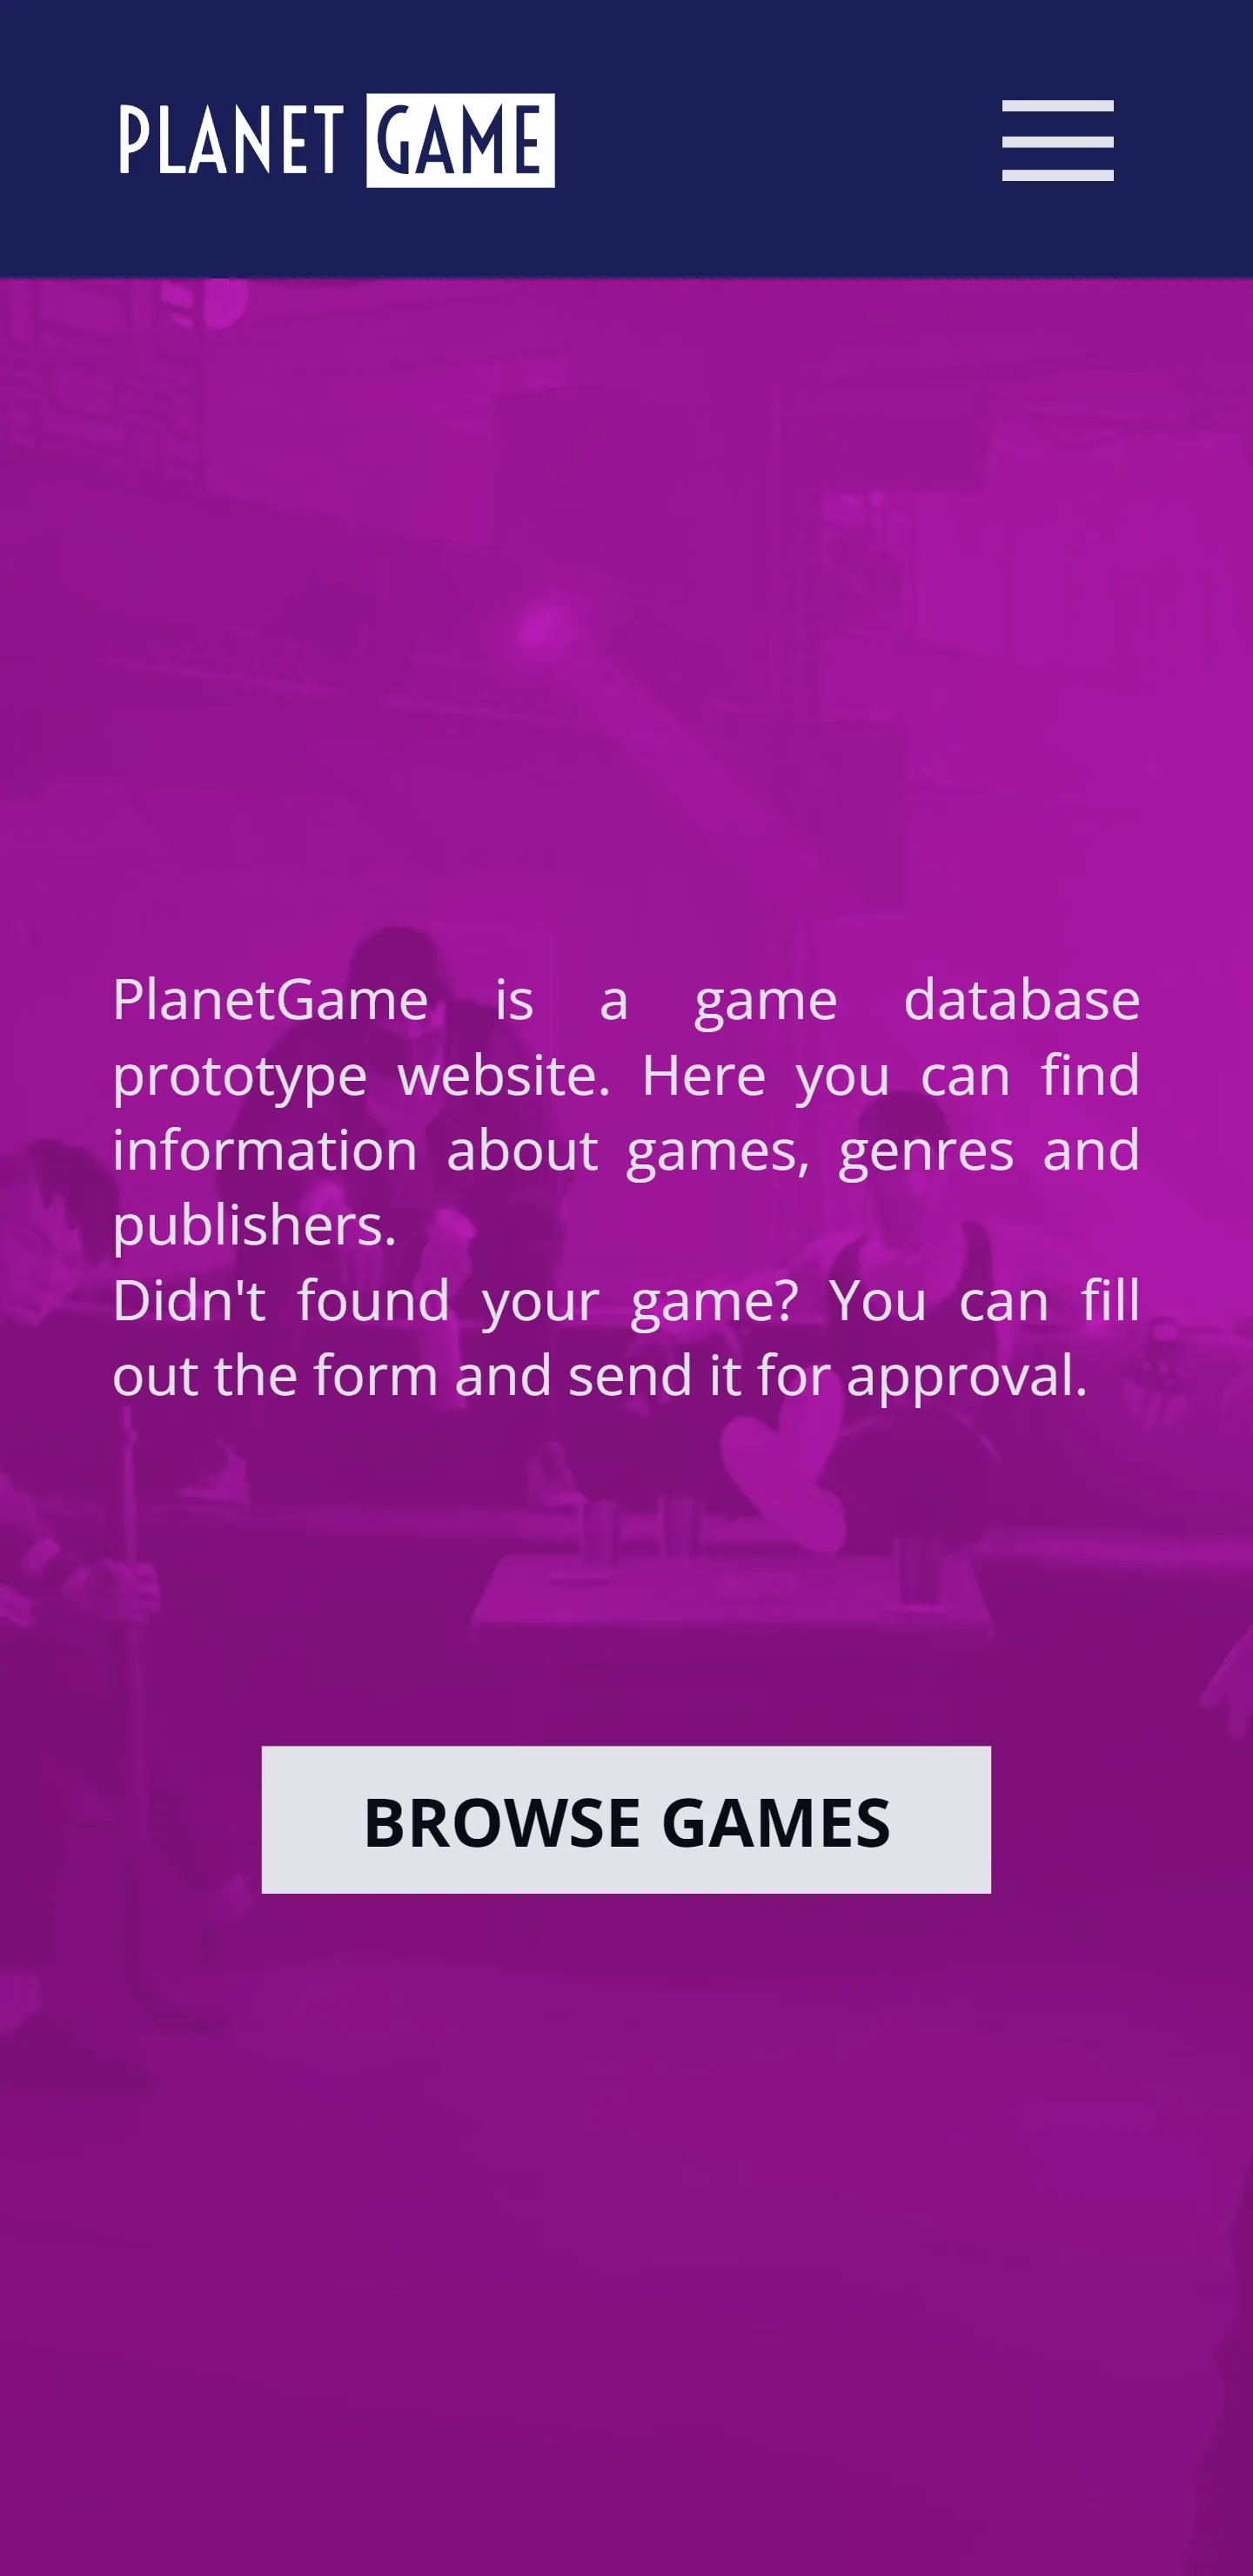 PLANET GAME
PlanetGame is a game database
prototype website. Here you can find
information about games, genres and
publishers.
Didn't found your game? You can fill
out the form and send it for approval.
BROWSE GAMES